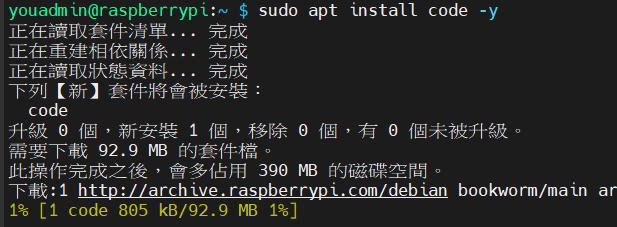 youadmin@raspberrypi:~ $ sudo apt install code -y
正在讀取套件清單... 完成
正在重建相依關係... 完成
正在讀取狀態資料... 完成
下列【新】套件將會被安裝：
  code
升級 0 個，新安裝 1 個，移除 0 個，有 0 個未被升級。
需要下載 92.9 MB 的套件檔。
此操作完成之後，會多佔用 390 MB 的磁碟空間。
下載:1 http://archive.raspberrypi.com/debian bookworm/main ar
1% [1 code 805 kB/92.9 MB 1%]